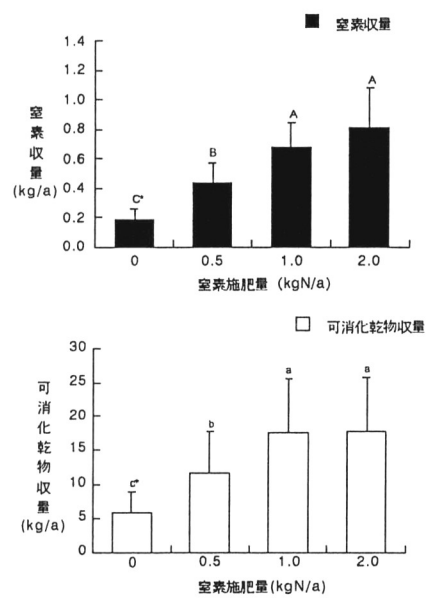 ■ 窒素収量
窒素収量
(kg/a)
1.4
1.2
1.0
0.8
0.6
0.4
0.2
0.0
C*
B
A
A
0 0.5 1.0 2.0
窒素施肥量 (kgN/a)
□ 可消化乾物収量
可消化乾物収量
(kg/a)
30
25
20
15
10
5
0
c*
b
a
a
0 0.5 1.0 2.0
窒素施肥量(kgN/a)